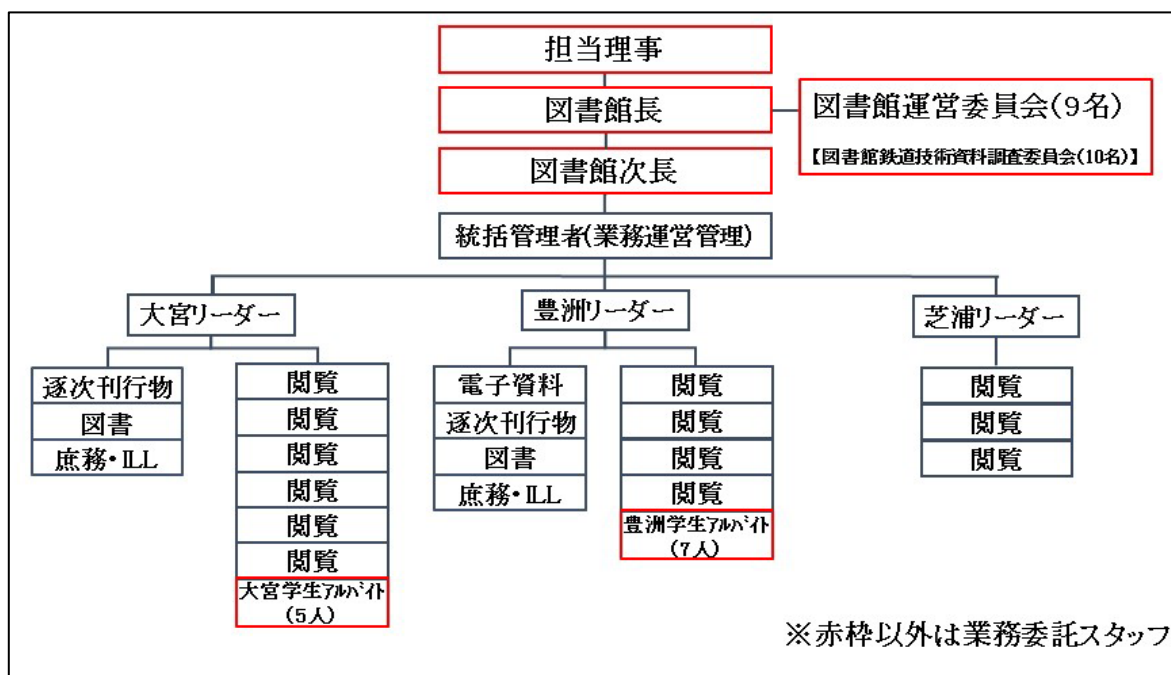 担当理事
図書館長
図書館運営委員会(9名)
【図書館鉄道技術資料調査委員会(10名)】
図書館次長
統括管理者(業務運営管理)
大宮リーダー
豊洲リーダー
芝浦リーダー
逐次刊行物
図書
庶務・ILL
閲覧
閲覧
閲覧
閲覧
閲覧
閲覧
大宮学生ｱﾙﾊﾞｲﾄ
(5人)
電子資料
逐次刊行物
図書
庶務・ILL
閲覧
閲覧
閲覧
閲覧
豊洲学生ｱﾙﾊﾞｲﾄ
(7人)
閲覧
閲覧
閲覧
※赤枠以外は業務委託スタッフ